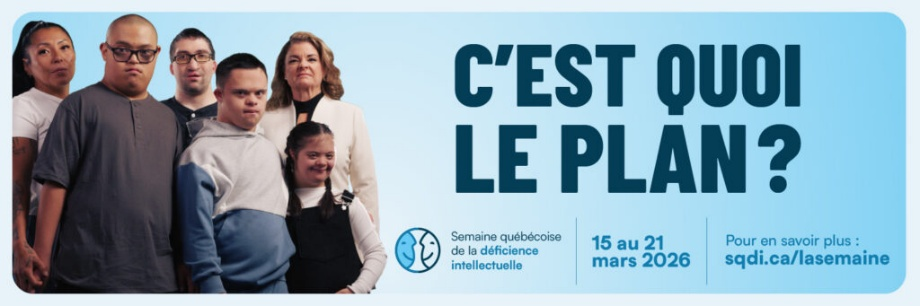 C'EST QUOI
LE PLAN?
Semaine québécoise
de la déficience
intellectuelle
15 au 21
mars 2026
Pour en savoir plus :
sqdi.ca/lasemaine